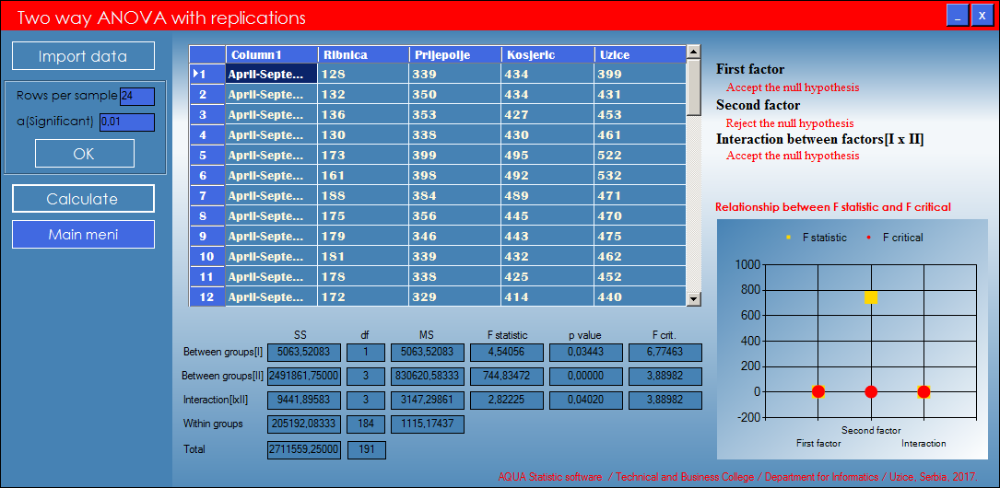 Two way ANOVA with replications
_ X
Import data
Rows per sample 24
a(Significant) 0,01
OK
Calculate
Main meni
Column1 Ribnica Prijepolje Kosjeric Uzice
1 April-Septe... 128 339 434 399
2 April-Septe... 132 350 434 431
3 April-Septe... 136 353 427 453
4 April-Septe... 130 338 430 461
5 April-Septe... 173 399 495 522
6 April-Septe... 161 398 492 532
7 April-Septe... 188 384 489 471
8 April-Septe... 175 356 445 470
9 April-Septe... 179 346 443 475
10 April-Septe... 181 339 432 462
11 April-Septe... 178 338 425 452
12 April-Septe... 172 329 414 440
SS df MS F statistic p value F crit.
Between groups[I] 5063,52083 1 5063,52083 4,54056 0,03443 6,77463
Between groups[II] 2491861,75000 3 830620,58333 744,83472 0,00000 3,88982
Interaction[IxII] 9441,89583 3 3147,29861 2,82225 0,04020 3,88982
Within groups 205192,08333 184 1115,17437
Total 2711559,25000 191
First factor
Accept the null hypothesis
Second factor
Reject the null hypothesis
Interaction between factors[I x II]
Accept the null hypothesis
Relationship between F statistic and F critical
F statistic F critical
1000
800
600
400
200
0
-200
Second factor
First factor Interaction
AQUA Statistic software / Technical and Business College / Department for Informatics / Uzice, Serbia, 2017.